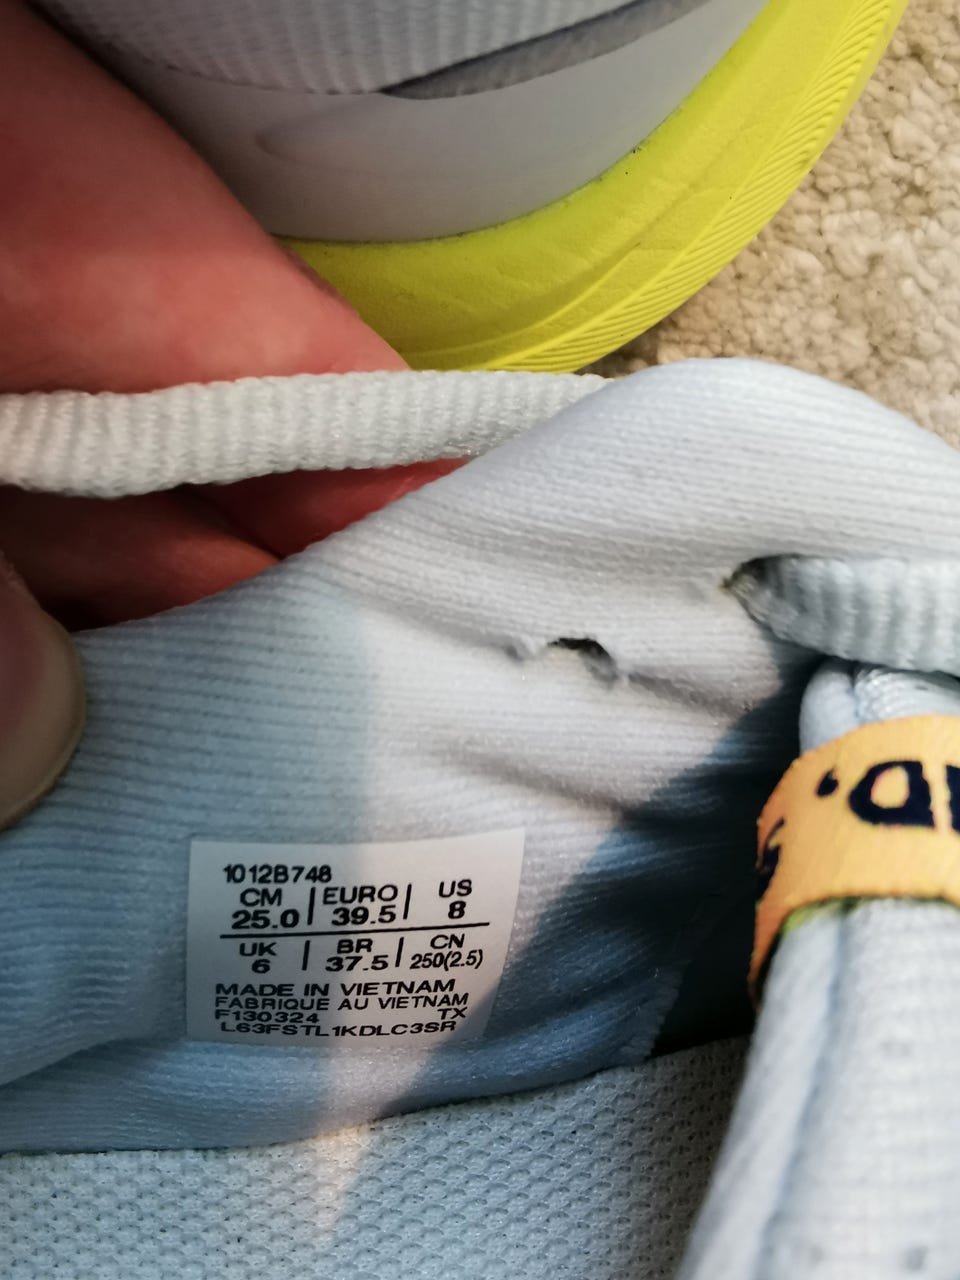 1012B748
CM | EURO | US
25.0 | 39.5 | 8
UK | BR | CN
6 | 37.5 | 250(2.5)
MADE IN VIETNAM
FABRIQUE AU VIETNAM
F130324 TX
L63FSTL1KDLC3SR